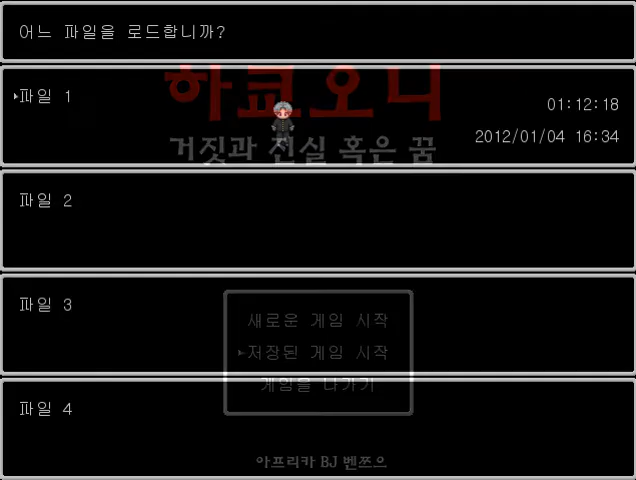 어느 파일을 로드합니까?
하쿄오니
파일 1
01:12:18
거짓과 진실 혹은 꿈
2012/01/04 16:34
파일 2
파일 3
새로운 게임 시작
저장된 게임 시작
게임을 나가기
파일 4
아프리카 BJ 벤쯔으